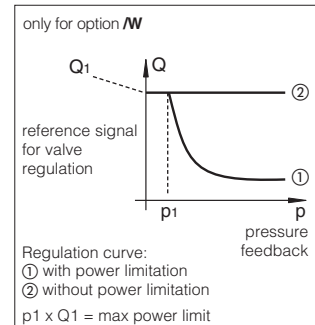 only for option /W
Q1
Q
②
reference signal
for valve
regulation
①
p1
p
pressure
feedback
Regulation curve:
① with power limitation
② without power limitation
p1 x Q1 = max power limit